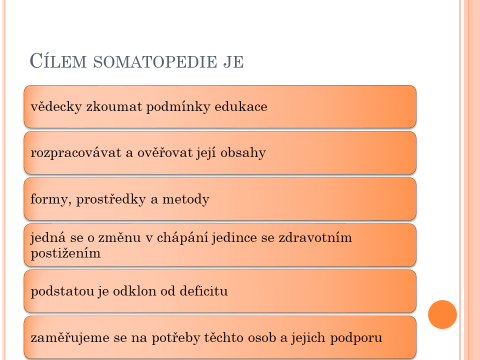 Cílem somatopedie je
vědecky zkoumat podmínky edukace
rozpracovávat a ověřovat její obsahy
formy, prostředky a metody
jedná se o změnu v chápání jedince se zdravotním
postižením
podstatou je odklon od deficitu
zaměřujeme se na potřeby těchto osob a jejich podporu